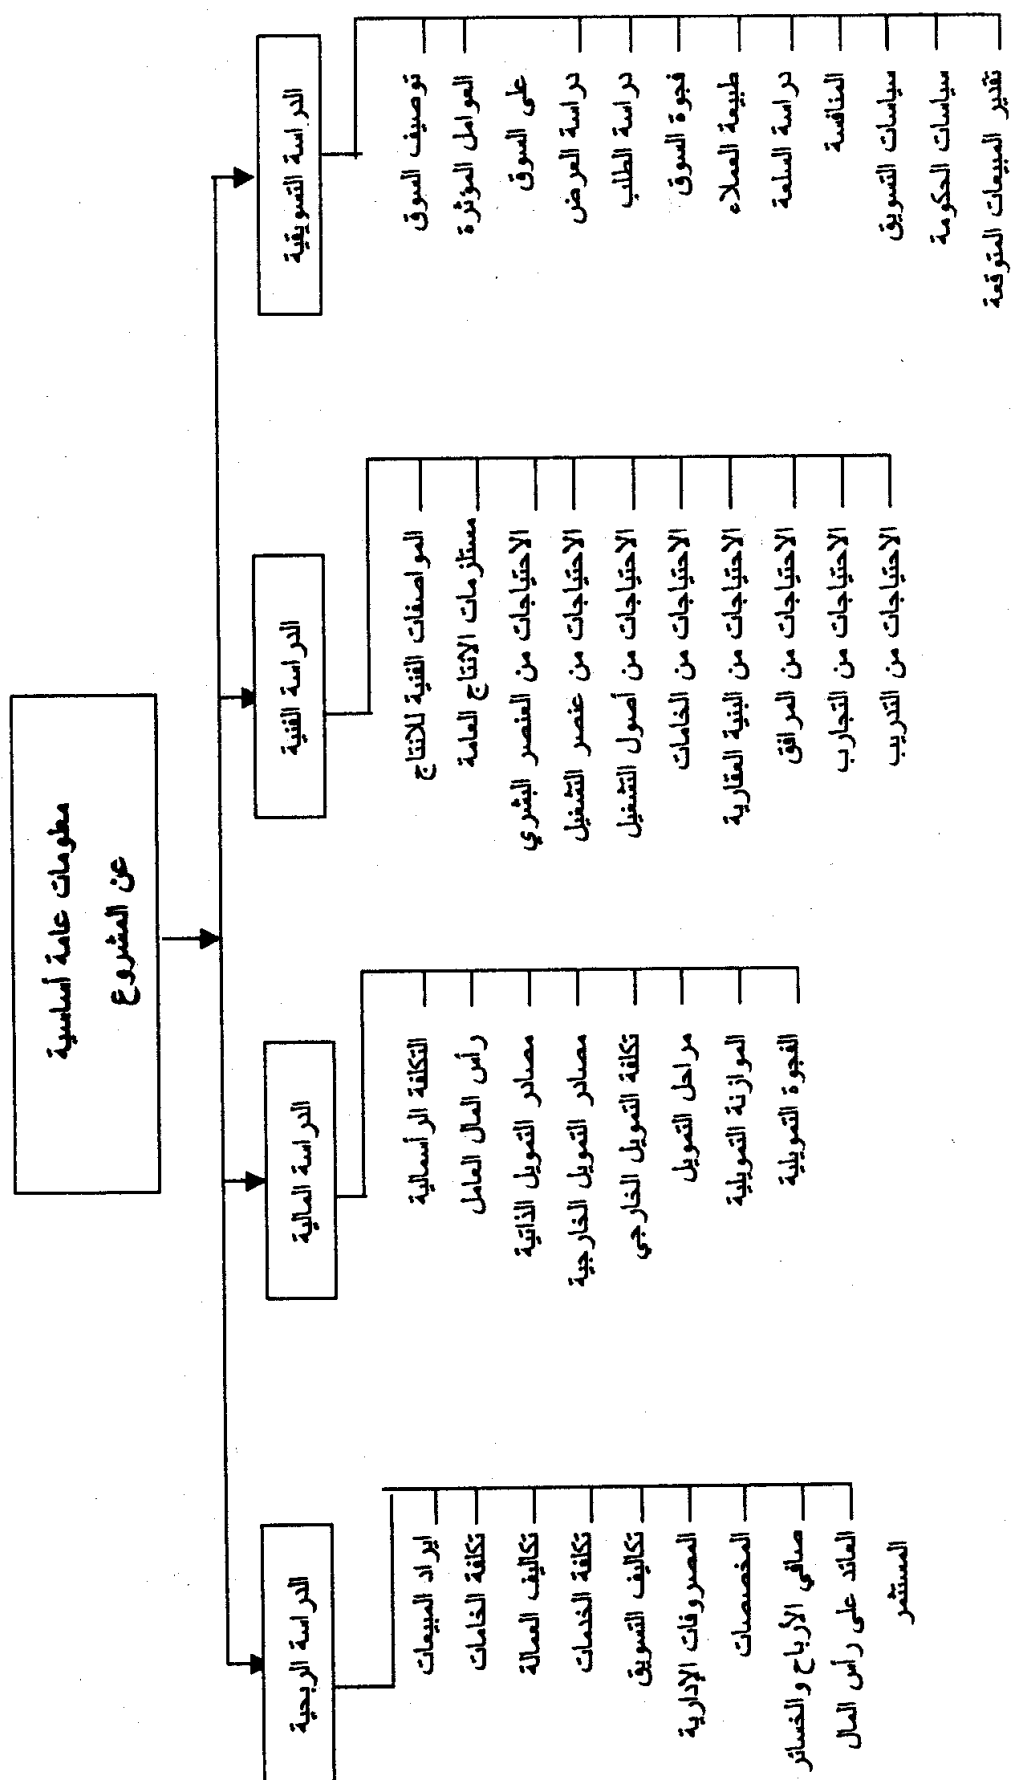 معلومات عامة أساسية
عن المشروع
الدراسة التسويقية
توصيف السوق
العوامل المؤثرة
على السوق
دراسة العرض
دراسة الطلب
فجوة السوق
طبيعة العملاء
دراسة السلعة
المنافسة
سياسات التسويق
سياسات الحكومة
تقدير المبيعات المتوقعة
الدراسة الفنية
المواصفات الفنية للانتاج
مستلزمات الانتاج العامة
الاحتياجات من العنصر البشري
الاحتياجات من عنصر التشغيل
الاحتياجات من أصول التشغيل
الاحتياجات من الخامات
الاحتياجات من البنية العقارية
الاحتياجات من المرافق
الاحتياجات من التجارب
الاحتياجات من التدريب
الدراسة المالية
التكلفة الرأسمالية
رأس المال العامل
مصادر التمويل الذاتية
مصادر التمويل الخارجية
تكلفة التمويل الخارجي
مراحل التمويل
الموازنة التمويلية
الفجوة التمويلية
الدراسة الربحية
ايراد المبيعات
تكلفة الخامات
تكاليف العمالة
تكلفة الخدمات
تكاليف التسويق
المصروفات الإدارية
المخصصات
صافي الأرباح والخسائر
العائد على رأس المال
المستثمر